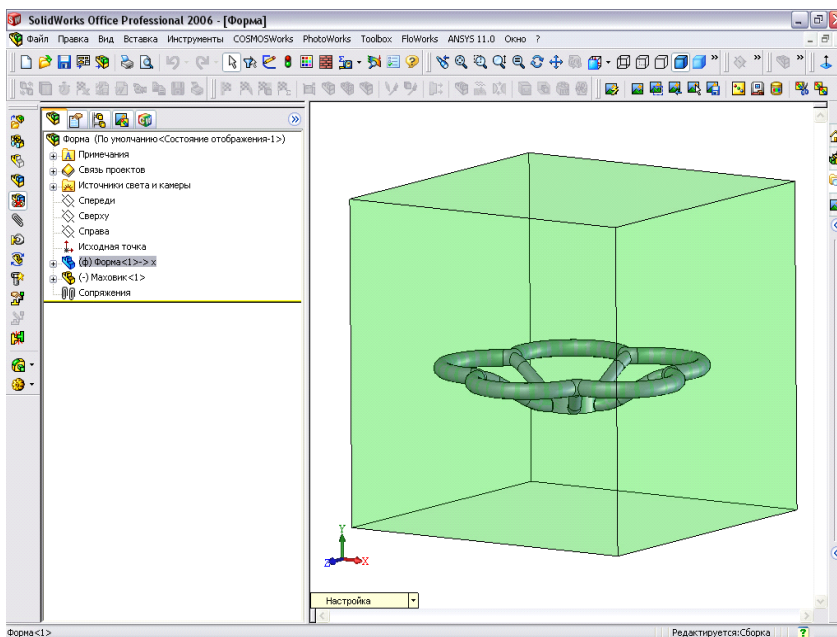 SolidWorks Office Professional 2006 - [Форма]
Файл Правка Вид Вставка Инструменты COSMOSWorks PhotoWorks Toolbox FloWorks ANSYS 11.0 Окно ?
Форма (По умолчанию<Состояние отображения-1>)
Примечания
Связь проектов
Источники света и камеры
Спереди
Сверху
Справа
Исходная точка
(ф) Форма<1>-> x
(-) Маховик<1>
Сопряжения
Y
Z X
Настройка
Форма<1> Редактируется:Сборка ?